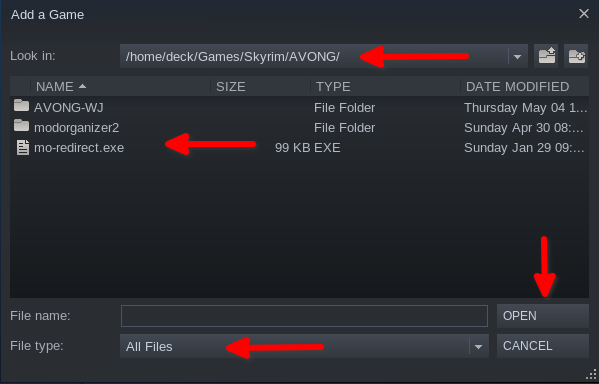 Add a Game
Look in: /home/deck/Games/Skyrim/AVONG/
NAME SIZE TYPE DATE MODIFIED
AVONG-WJ File Folder Thursday May 04 1...
modorganizer2 File Folder Sunday Apr 30 08:...
mo-redirect.exe 99 KB EXE Sunday Jan 29 09:...
File name: OPEN
File type: All Files CANCEL